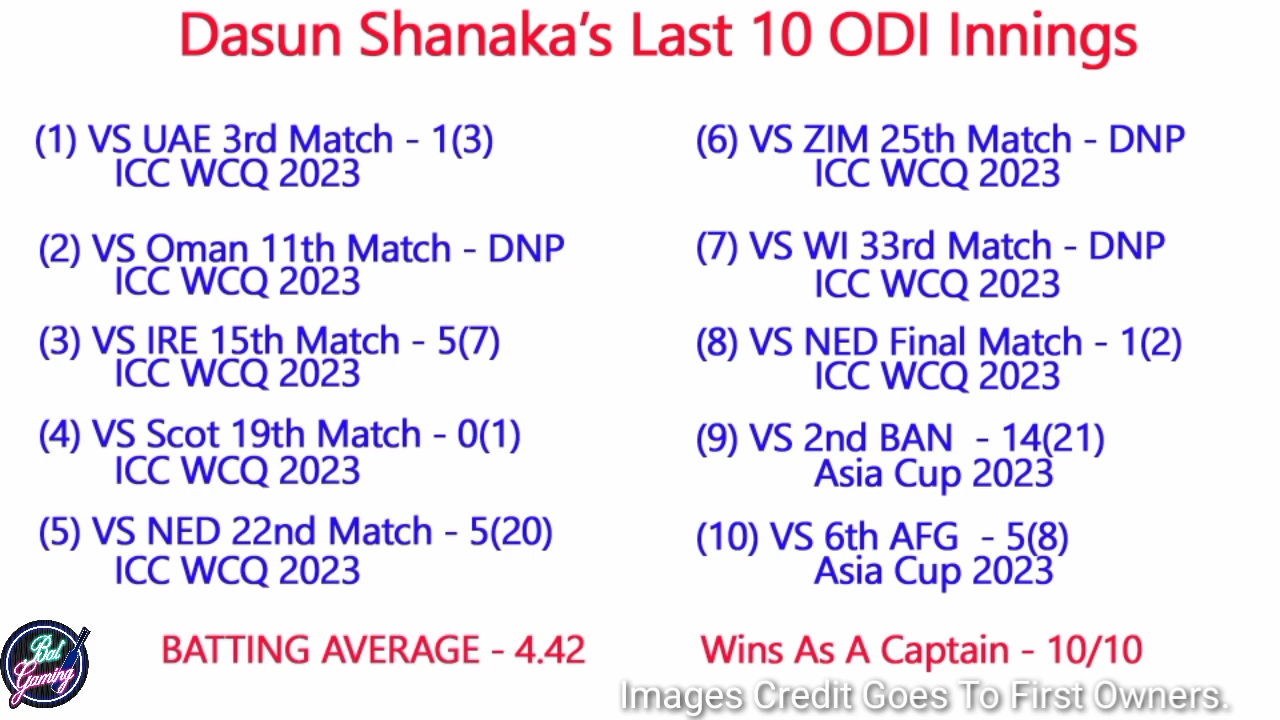 Dasun Shanaka’s Last 10 ODI Innings
(1) VS UAE 3rd Match - 1(3)
ICC WCQ 2023
(2) VS Oman 11th Match - DNP
ICC WCQ 2023
(3) VS IRE 15th Match - 5(7)
ICC WCQ 2023
(4) VS Scot 19th Match - 0(1)
ICC WCQ 2023
(5) VS NED 22nd Match - 5(20)
ICC WCQ 2023
(6) VS ZIM 25th Match - DNP
ICC WCQ 2023
(7) VS WI 33rd Match - DNP
ICC WCQ 2023
(8) VS NED Final Match - 1(2)
ICC WCQ 2023
(9) VS 2nd BAN - 14(21)
Asia Cup 2023
(10) VS 6th AFG - 5(8)
Asia Cup 2023
BATTING AVERAGE - 4.42
Wins As A Captain - 10/10
Bal
Gaming
Images Credit Goes To First Owners.